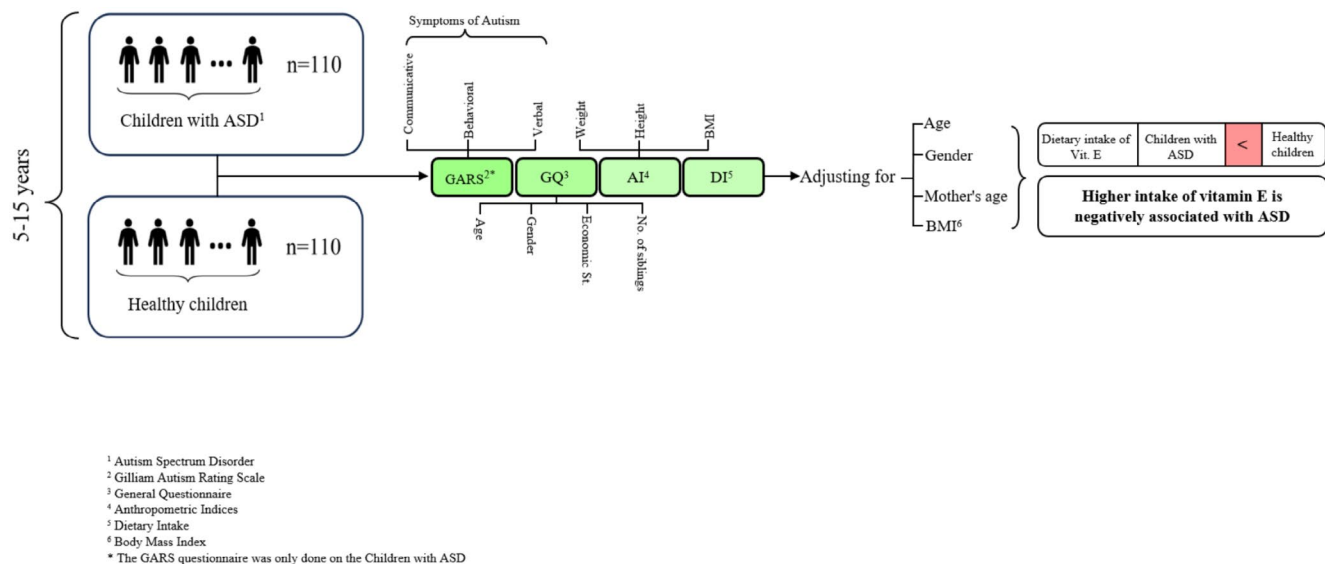 5-15 years
n=110
Children with ASD¹
n=110
Healthy children
Symptoms of Autism
Communicative
Behavioral
Verbal
Weight
Height
BMI
GARS²*
GQ³
AI⁴
DI⁵
Age
Gender
Economic St.
No. of siblings
Adjusting for
Age
Gender
Mother's age
BMI⁶
Dietary intake of
Vit. E
Children with
ASD
<
Healthy
children
Higher intake of vitamin E is
negatively associated with ASD
¹ Autism Spectrum Disorder
² Gilliam Autism Rating Scale
³ General Questionnaire
⁴ Anthropometric Indices
⁵ Dietary Intake
⁶ Body Mass Index
* The GARS questionnaire was only done on the Children with ASD